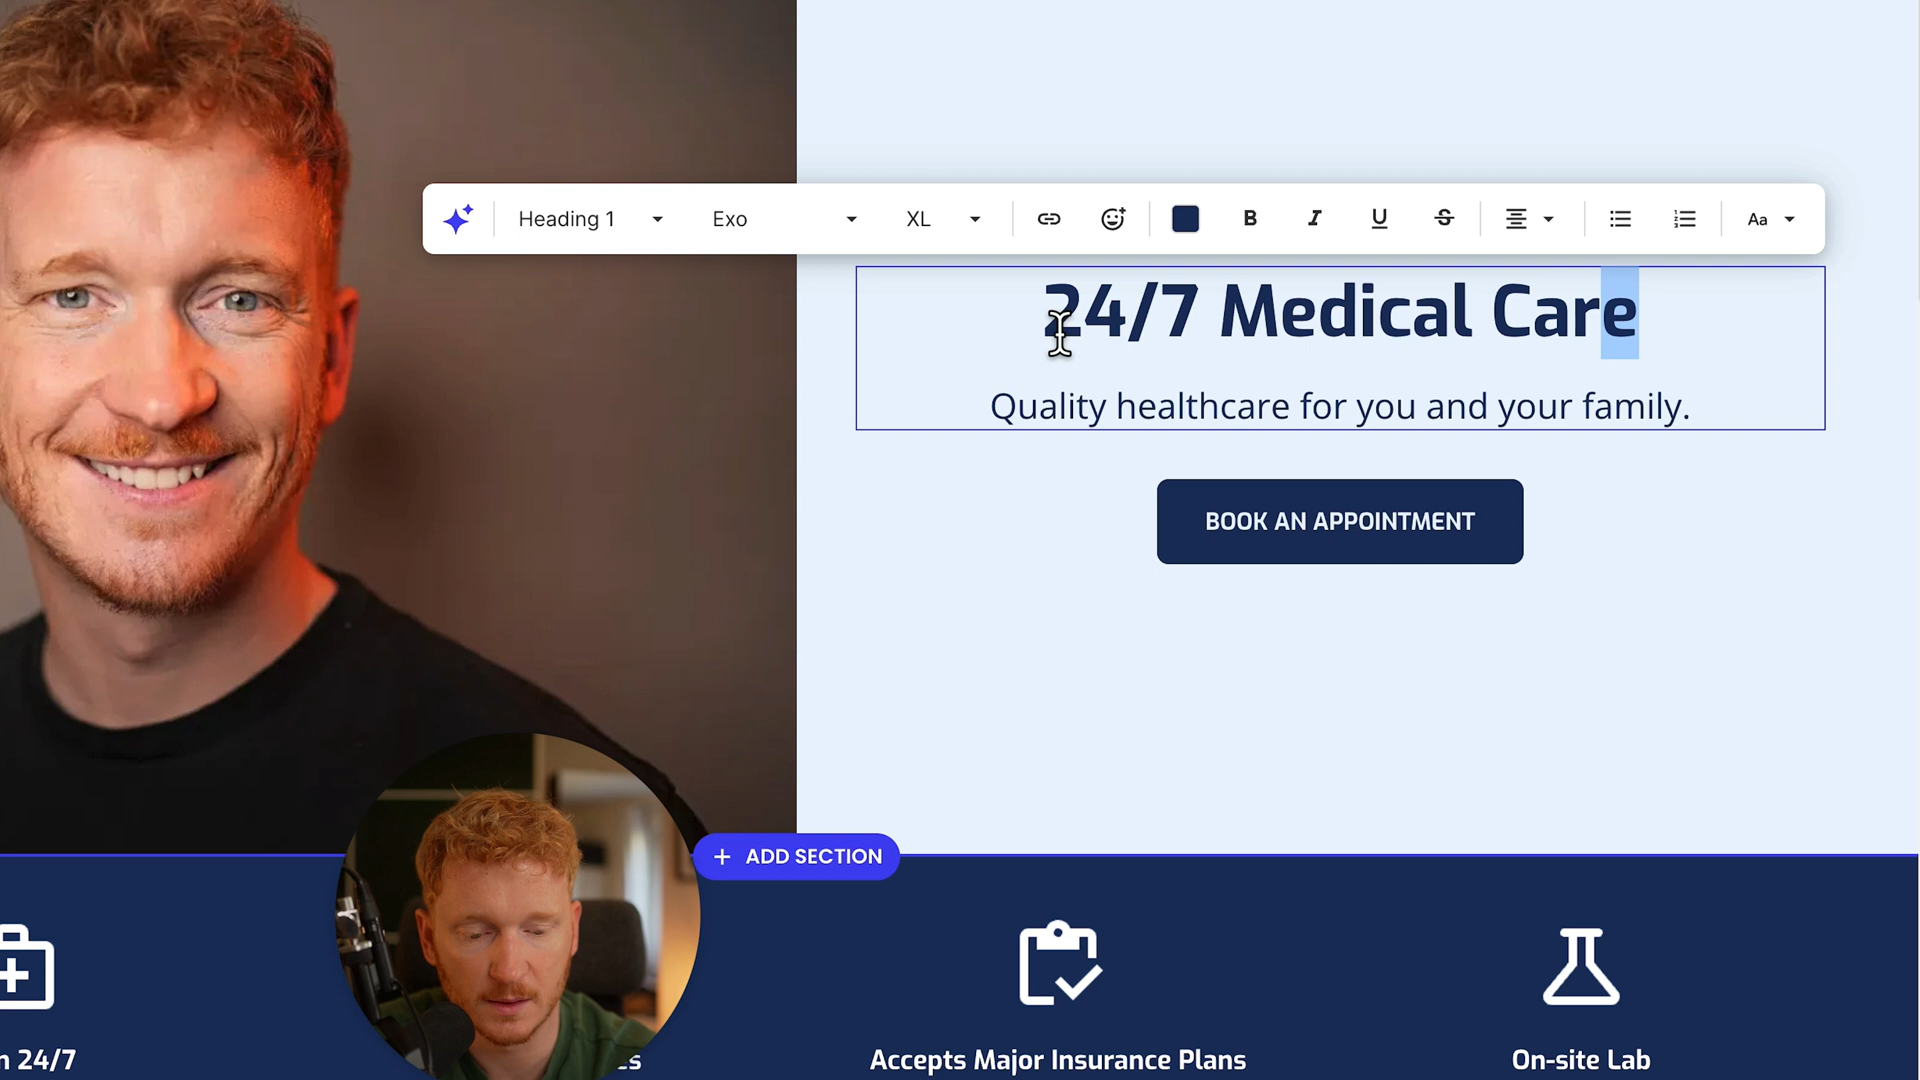 Heading 1
Exo
XL
B
I
U
S
Aa
24/7 Medical Care
Quality healthcare for you and your family.
BOOK AN APPOINTMENT
+ ADD SECTION
24/7
Accepts Major Insurance Plans
On-site Lab